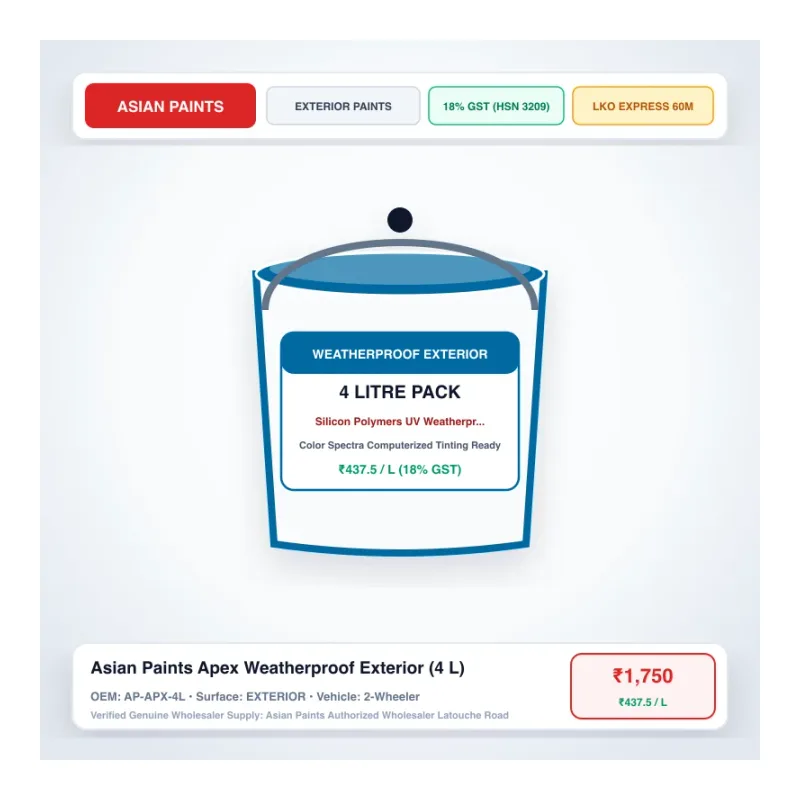 ASIAN PAINTS
EXTERIOR PAINTS
18% GST (HSN 3209)
LKO EXPRESS 60M
WEATHERPROOF EXTERIOR
4 LITRE PACK
Silicon Polymers UV Weatherpr...
Color Spectra Computerized Tinting Ready
₹437.5 / L (18% GST)
Asian Paints Apex Weatherproof Exterior (4 L)
OEM: AP-APX-4L • Surface: EXTERIOR • Vehicle: 2-Wheeler
Verified Genuine Wholesaler Supply: Asian Paints Authorized Wholesaler Latouche Road
₹1,750
₹437.5 / L